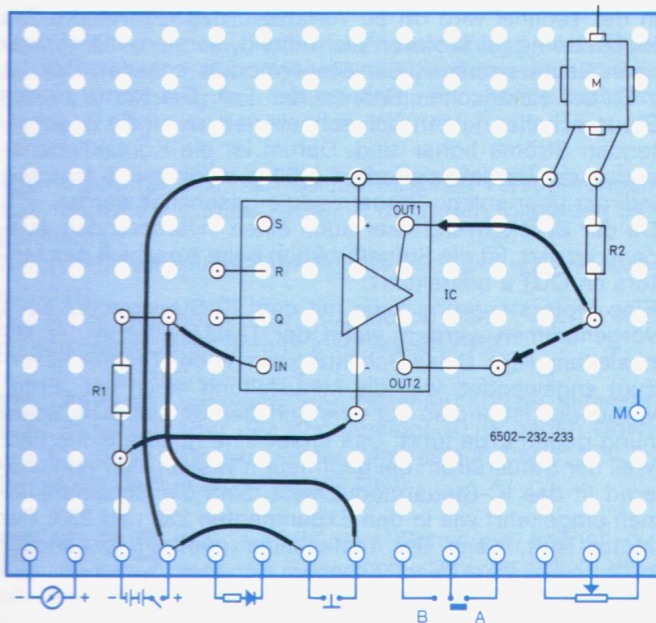 M
S
OUT1
+
R
IC
R2
Q
IN
-
OUT2
R1
M
6502-232-233
- +
- +
B A